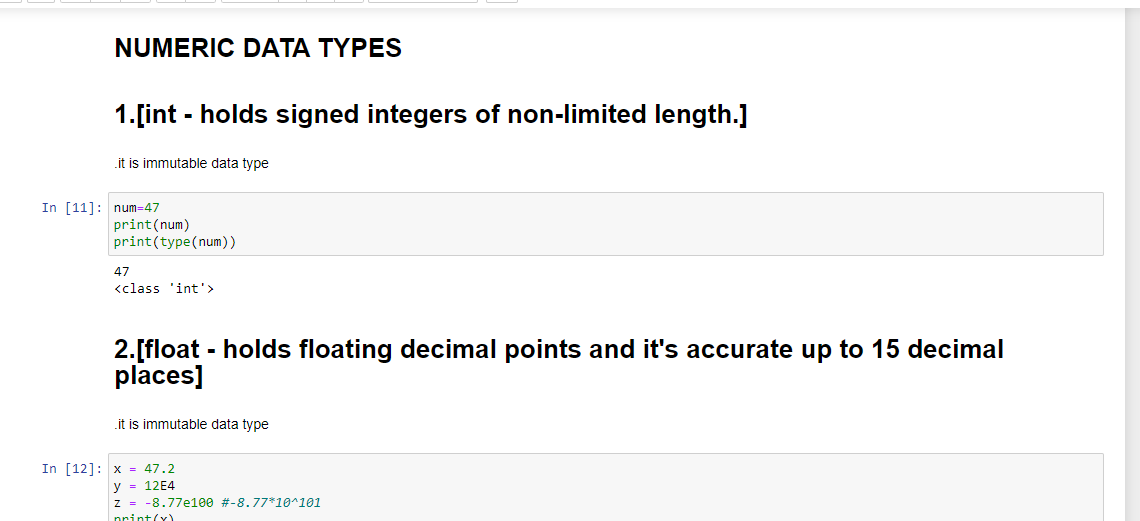 NUMERIC DATA TYPES
1.[int - holds signed integers of non-limited length.]
.it is immutable data type
In [11]: num=47
print(num)
print(type(num))
47
<class 'int'>
2.[float - holds floating decimal points and it's accurate up to 15 decimal
places]
.it is immutable data type
In [12]: x = 47.2
y = 12E4
z = -8.77e100 #-8.77*10^101
print(x)